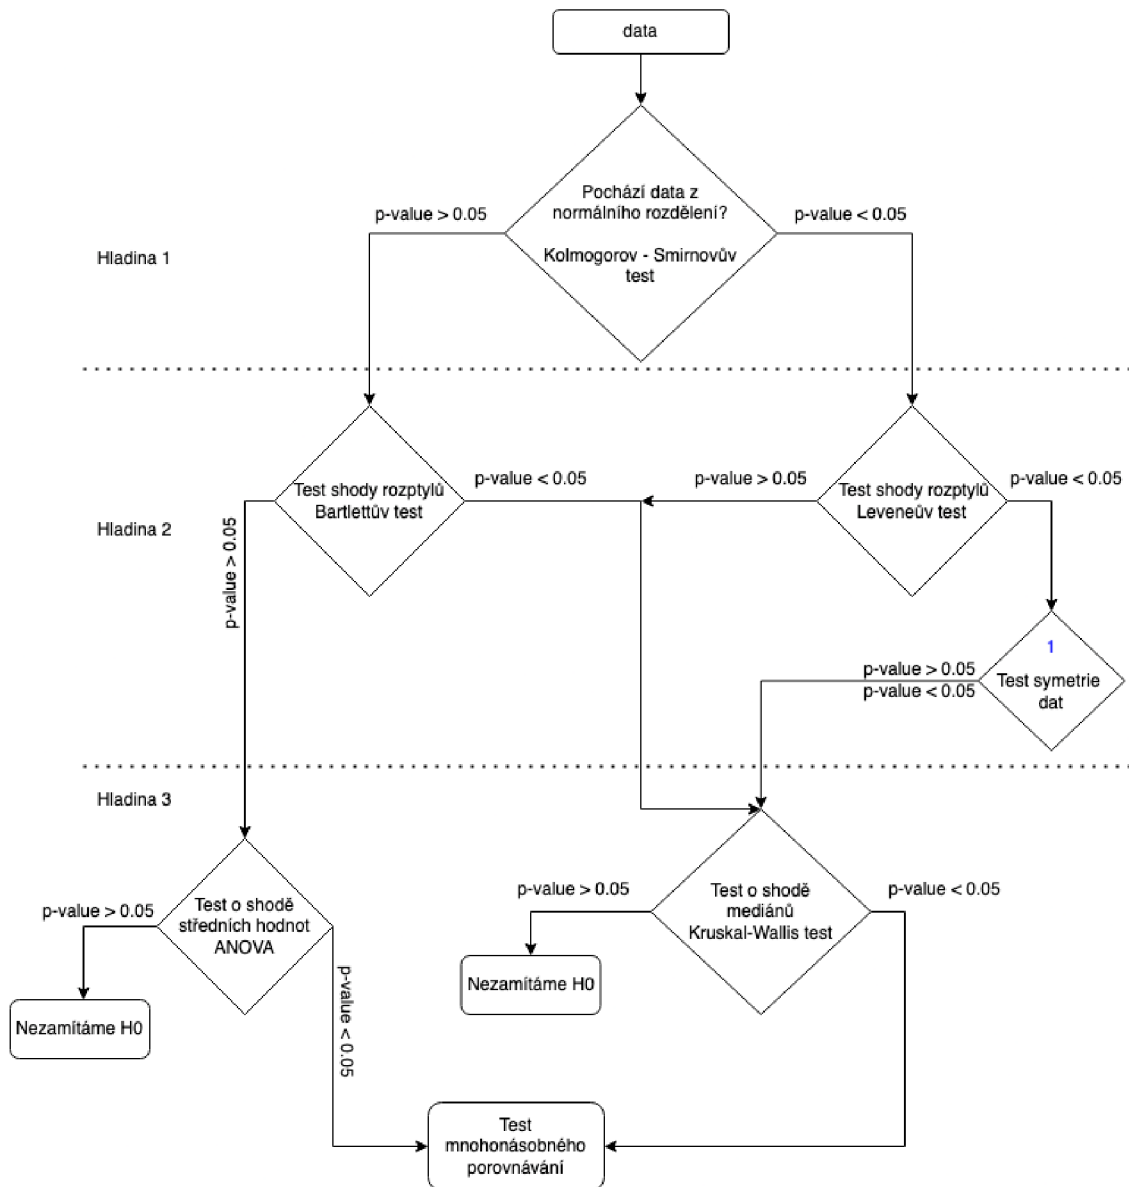 data
Pochází data z
normálního rozdělení?
Kolmogorov - Smirnovův
test
p-value > 0.05
p-value < 0.05
Hladina 1
Test shody rozptylů
Bartlettův test
p-value < 0.05
p-value > 0.05
Test shody rozptylů
Leveneův test
p-value > 0.05
p-value < 0.05
Hladina 2
1
Test symetrie
dat
p-value > 0.05
p-value < 0.05
Hladina 3
Test o shodě
středních hodnot
ANOVA
p-value > 0.05
p-value < 0.05
Nezamítáme H0
Test o shodě
mediánů
Kruskal-Wallis test
p-value > 0.05
p-value < 0.05
Nezamítáme H0
Test
mnohonásobného
porovnávání